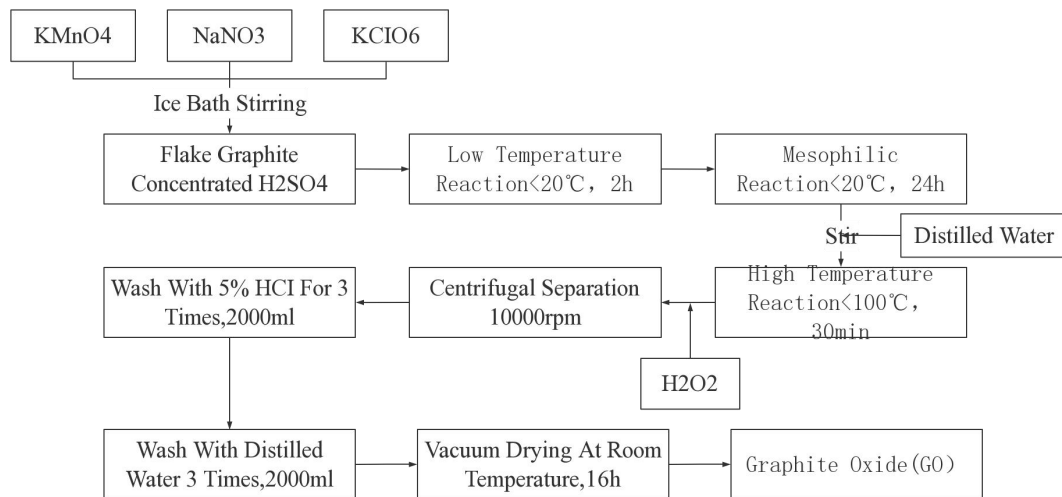 KMnO4
NaNO3
KClO6
Ice Bath Stirring
Flake Graphite
Concentrated H2SO4
Low Temperature
Reaction<20℃, 2h
Mesophilic
Reaction<20℃, 24h
Stir
Distilled Water
High Temperature
Reaction<100℃,
30min
H2O2
Centrifugal Separation
10000rpm
Wash With 5% HCI For 3
Times,2000ml
Wash With Distilled
Water 3 Times,2000ml
Vacuum Drying At Room
Temperature,16h
Graphite Oxide(GO)